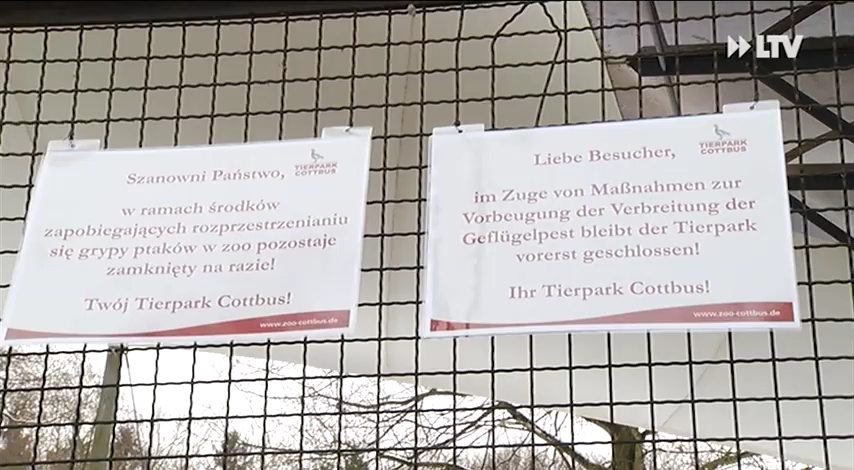 LTV
TIERPARK
COTTBUS
Szanowni Państwo,
w ramach środków
zapobiegających rozprzestrzenianiu
się grypy ptaków w zoo pozostaje
zamknięty na razie!
Twój Tierpark Cottbus!
www.zoo-cottbus.de
TIERPARK
COTTBUS
Liebe Besucher,
im Zuge von Maßnahmen zur
Vorbeugung der Verbreitung der
Geflügelpest bleibt der Tierpark
vorerst geschlossen!
Ihr Tierpark Cottbus!
www.zoo-cottbus.de